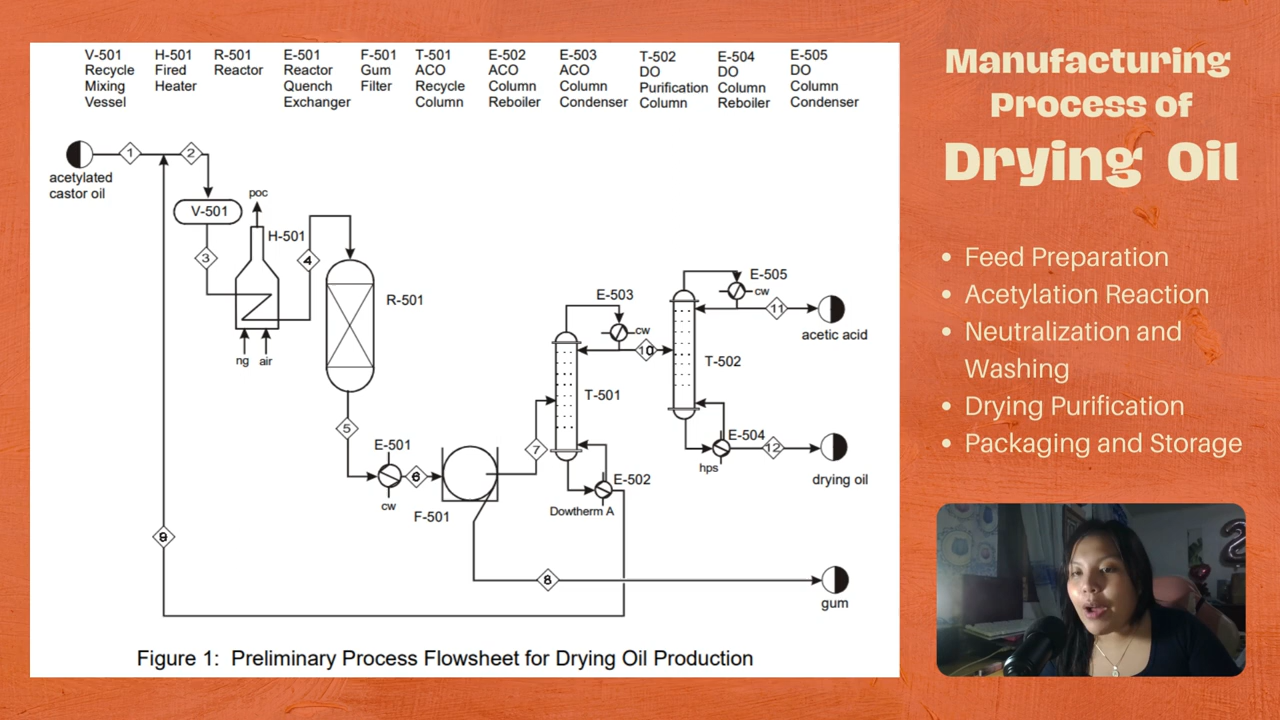 V-501 H-501 R-501 E-501 F-501 T-501 E-502 E-503 T-502 E-504 E-505
Recycle Fired Reactor Reactor Gum ACO ACO ACO DO DO DO
Mixing Heater Quench Filter Recycle Column Column Purification Column Column
Vessel Exchanger Column Reboiler Condenser Column Reboiler Condenser
1
2
acetylated
castor oil
V-501
poc
H-501
3
4
ng air
R-501
5
E-501
cw
6
F-501
7
E-503
cw
10
T-501
E-502
Dowtherm A
E-505
cw
11
acetic acid
T-502
E-504
hps
12
drying oil
9
8
gum
Figure 1: Preliminary Process Flowsheet for Drying Oil Production
Manufacturing
Process of
Drying Oil
• Feed Preparation
• Acetylation Reaction
• Neutralization and
Washing
• Drying Purification
• Packaging and Storage
2